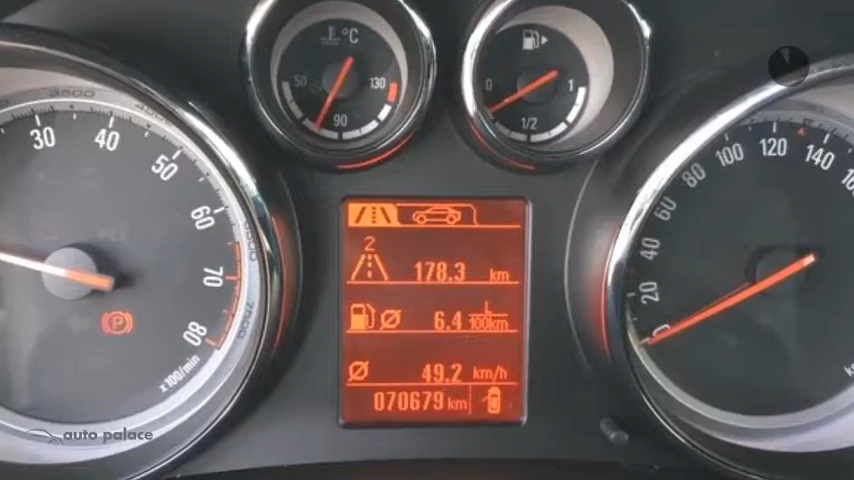 °C
50
130
90
0
1
1/2
30
40
50
60
70
80
x100/min
P
2
178.3 km
6.4 L/100km
49.2 km/h
070679 km
0
20
40
60
80
100
120
140
auto palace